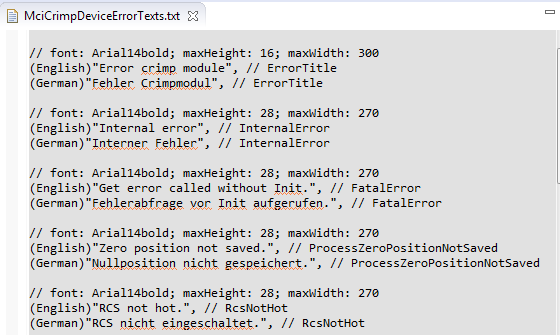 MciCrimpDeviceErrorTexts.txt
// font: Arial14bold; maxHeight: 16; maxWidth: 300
(English)"Error crimp module", // ErrorTitle
(German)"Fehler Crimpmodul", // ErrorTitle
// font: Arial14bold; maxHeight: 28; maxWidth: 270
(English)"Internal error", // InternalError
(German)"Interner Fehler", // InternalError
// font: Arial14bold; maxHeight: 28; maxWidth: 270
(English)"Get error called without Init.", // FatalError
(German)"Fehlerabfrage vor Init aufgerufen.", // FatalError
// font: Arial14bold; maxHeight: 28; maxWidth: 270
(English)"Zero position not saved.", // ProcessZeroPositionNotSaved
(German)"Nullposition nicht gespeichert.", // ProcessZeroPositionNotSaved
// font: Arial14bold; maxHeight: 28; maxWidth: 270
(English)"RCS not hot.", // RcsNotHot
(German)"RCS nicht eingeschaltet.", // RcsNotHot